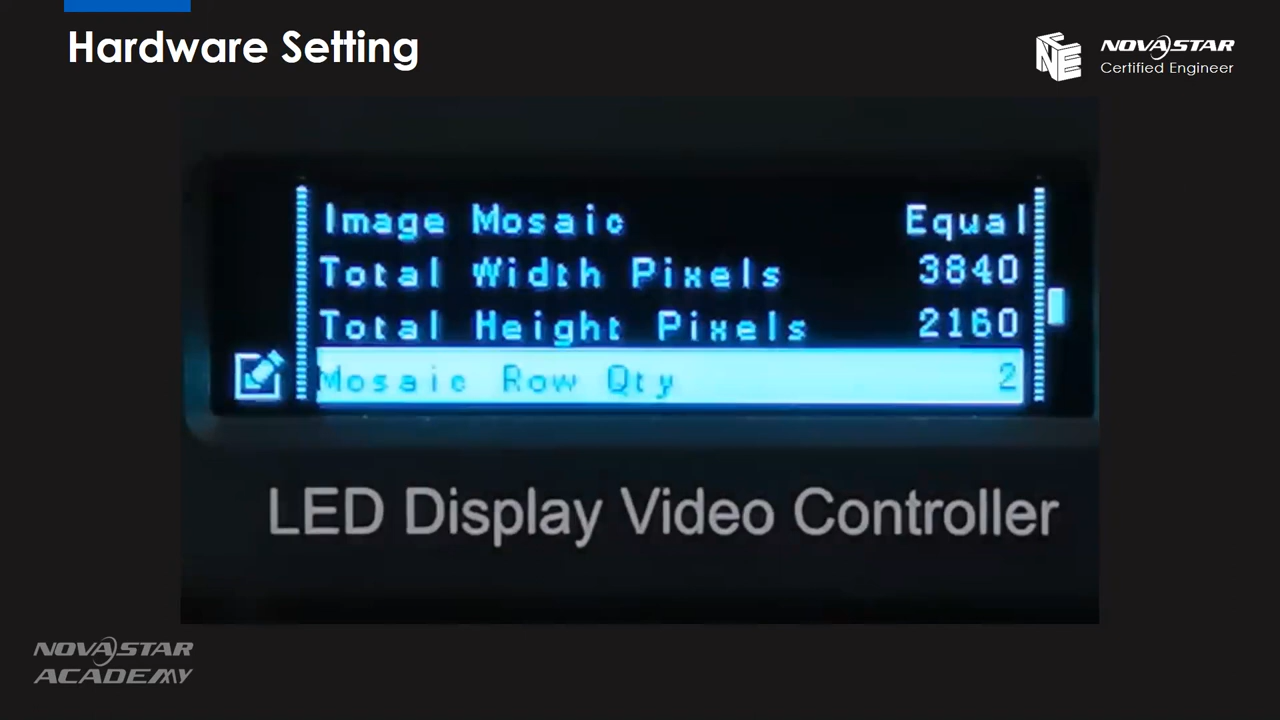 Hardware Setting
NOVASTAR
Certified Engineer
Image Mosaic Equal
Total Width Pixels 3840
Total Height Pixels 2160
Mosaic Row Qty 2
LED Display Video Controller
NOVASTAR
ACADEMY